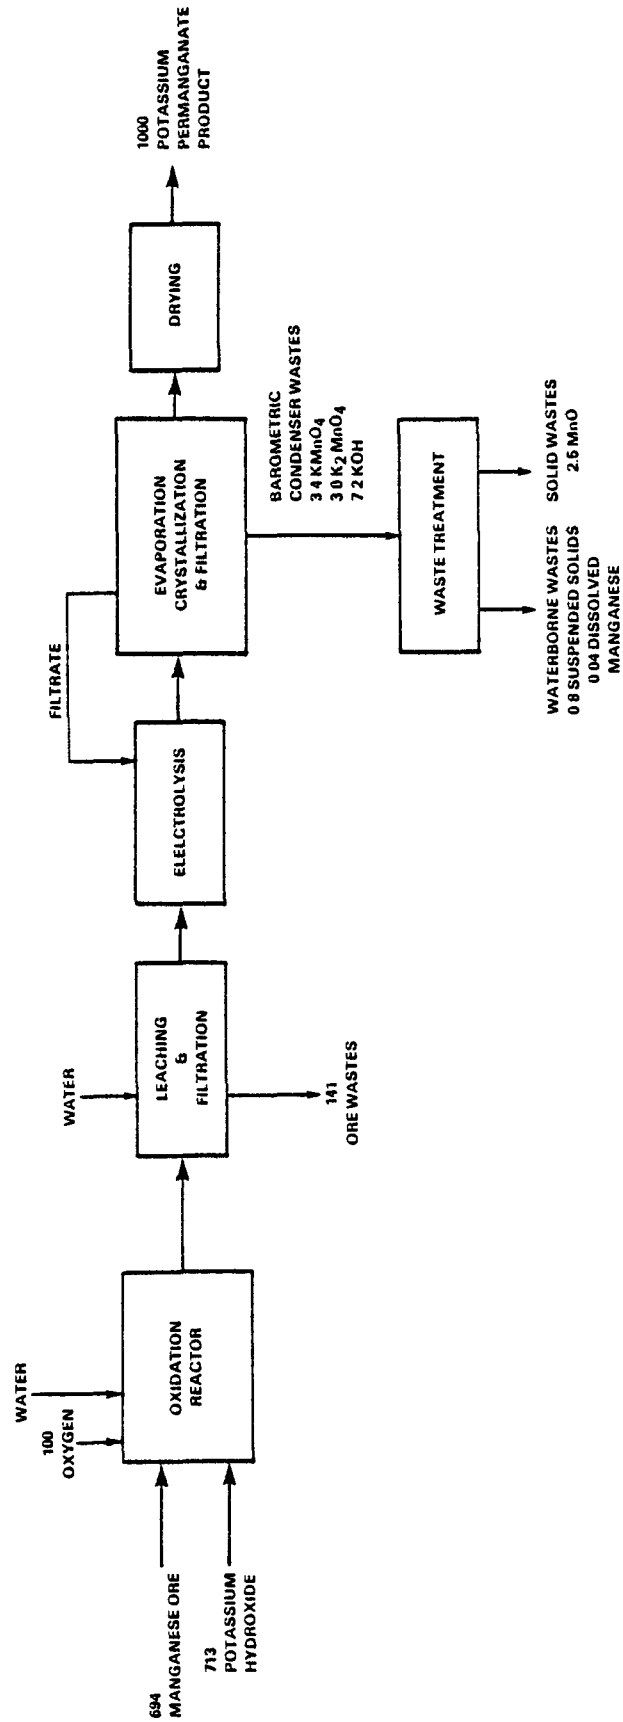 694
MANGANESE ORE
713
POTASSIUM
HYDROXIDE
100
OXYGEN
WATER
OXIDATION
REACTOR
WATER
LEACHING
&
FILTRATION
141
ORE WASTES
ELELCTROLYSIS
FILTRATE
EVAPORATION
CRYSTALLIZATION
& FILTRATION
BAROMETRIC
CONDENSER WASTES
3 4 KMnO4
3 0 K2 MnO4
7 2 KOH
DRYING
1000
POTASSIUM
PERMANGANATE
PRODUCT
WASTE TREATMENT
WATERBORNE WASTES
0 8 SUSPENDED SOLIDS
0 04 DISSOLVED
MANGANESE
SOLID WASTES
2.5 MnO